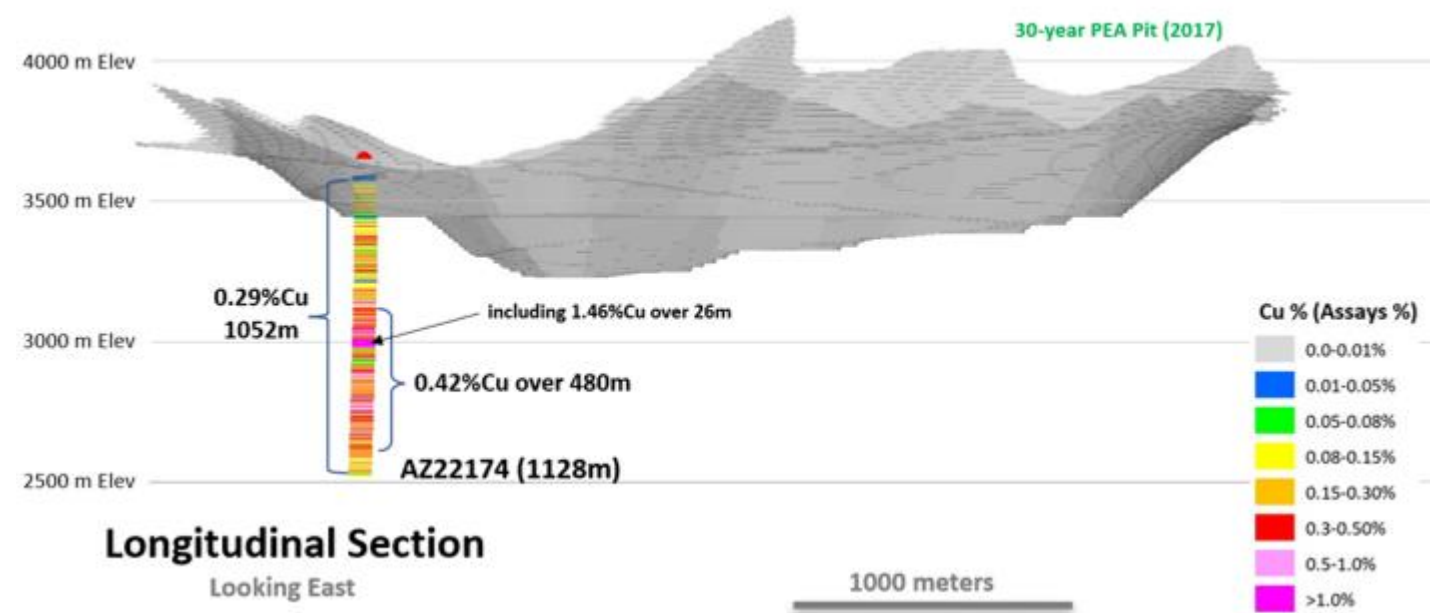 30-year PEA Pit (2017)
4000 m Elev
3500 m Elev
0.29%Cu
1052m
including 1.46%Cu over 26m
3000 m Elev
0.42%Cu over 480m
AZ22174 (1128m)
2500 m Elev
Cu % (Assays %)
0.0-0.01%
0.01-0.05%
0.05-0.08%
0.08-0.15%
0.15-0.30%
0.3-0.50%
0.5-1.0%
>1.0%
Longitudinal Section
Looking East
1000 meters